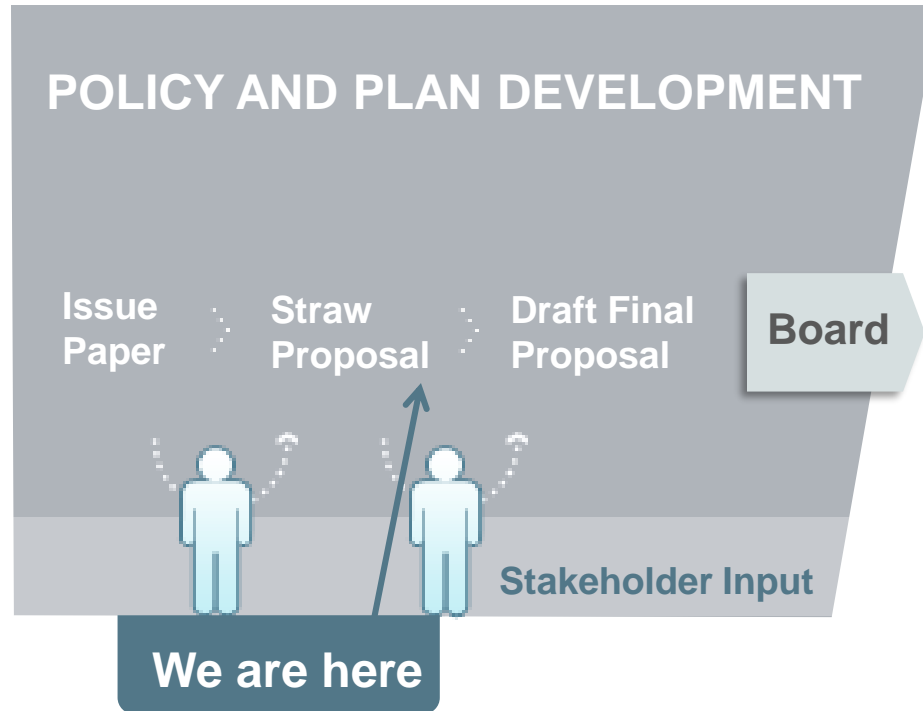 POLICY AND PLAN DEVELOPMENT
Issue
Paper
Straw
Proposal
Draft Final
Proposal
Board
Stakeholder Input
We are here